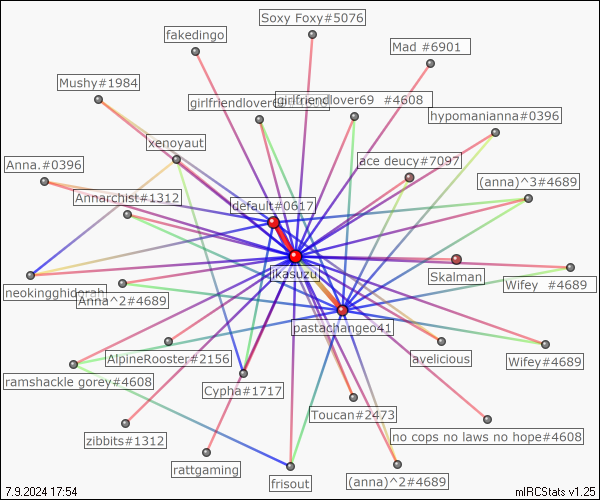 Soxy Foxy#5076
fakedingo
Mad #6901
Mushy#1984
girlfriendlover6
girlfriendlover69 #4608
hypomanianna#0396
xenoyaut
ace deucy#7097
Anna.#0396
(anna)^3#4689
Annarchist#1312
default#0617
jkasuzu
Skalman
Wifey #4689
neokingghidorah
Anna^2#4689
pastachangeo41
AlpineRooster#2156
layelicious
Wifey#4689
ramshackle gorey#4608
Cypha#1717
Toucan#2473
zibbits#1312
no cops no laws no hope#4608
rattgaming
frisout
(anna)^2#4689
7.9.2024 17:54
mIRCStats v1.25